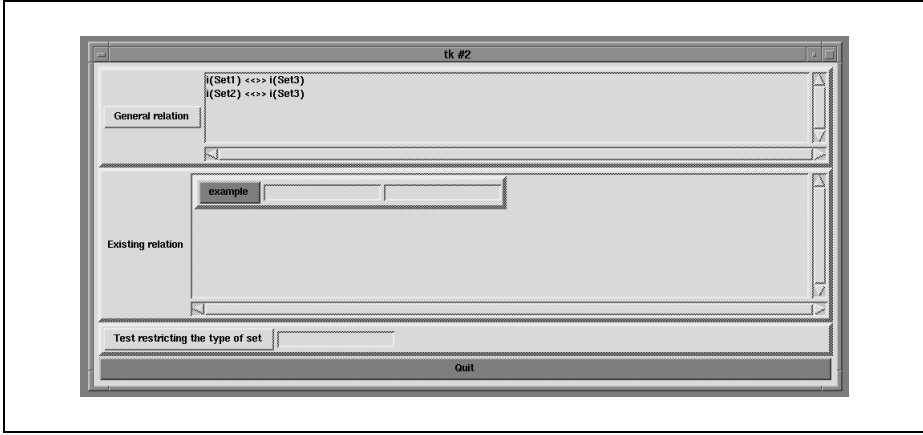 tk #2
i(Set1) <<>> i(Set3)
i(Set2) <<>> i(Set3)
General relation
example
Existing relation
Test restricting the type of set
Quit